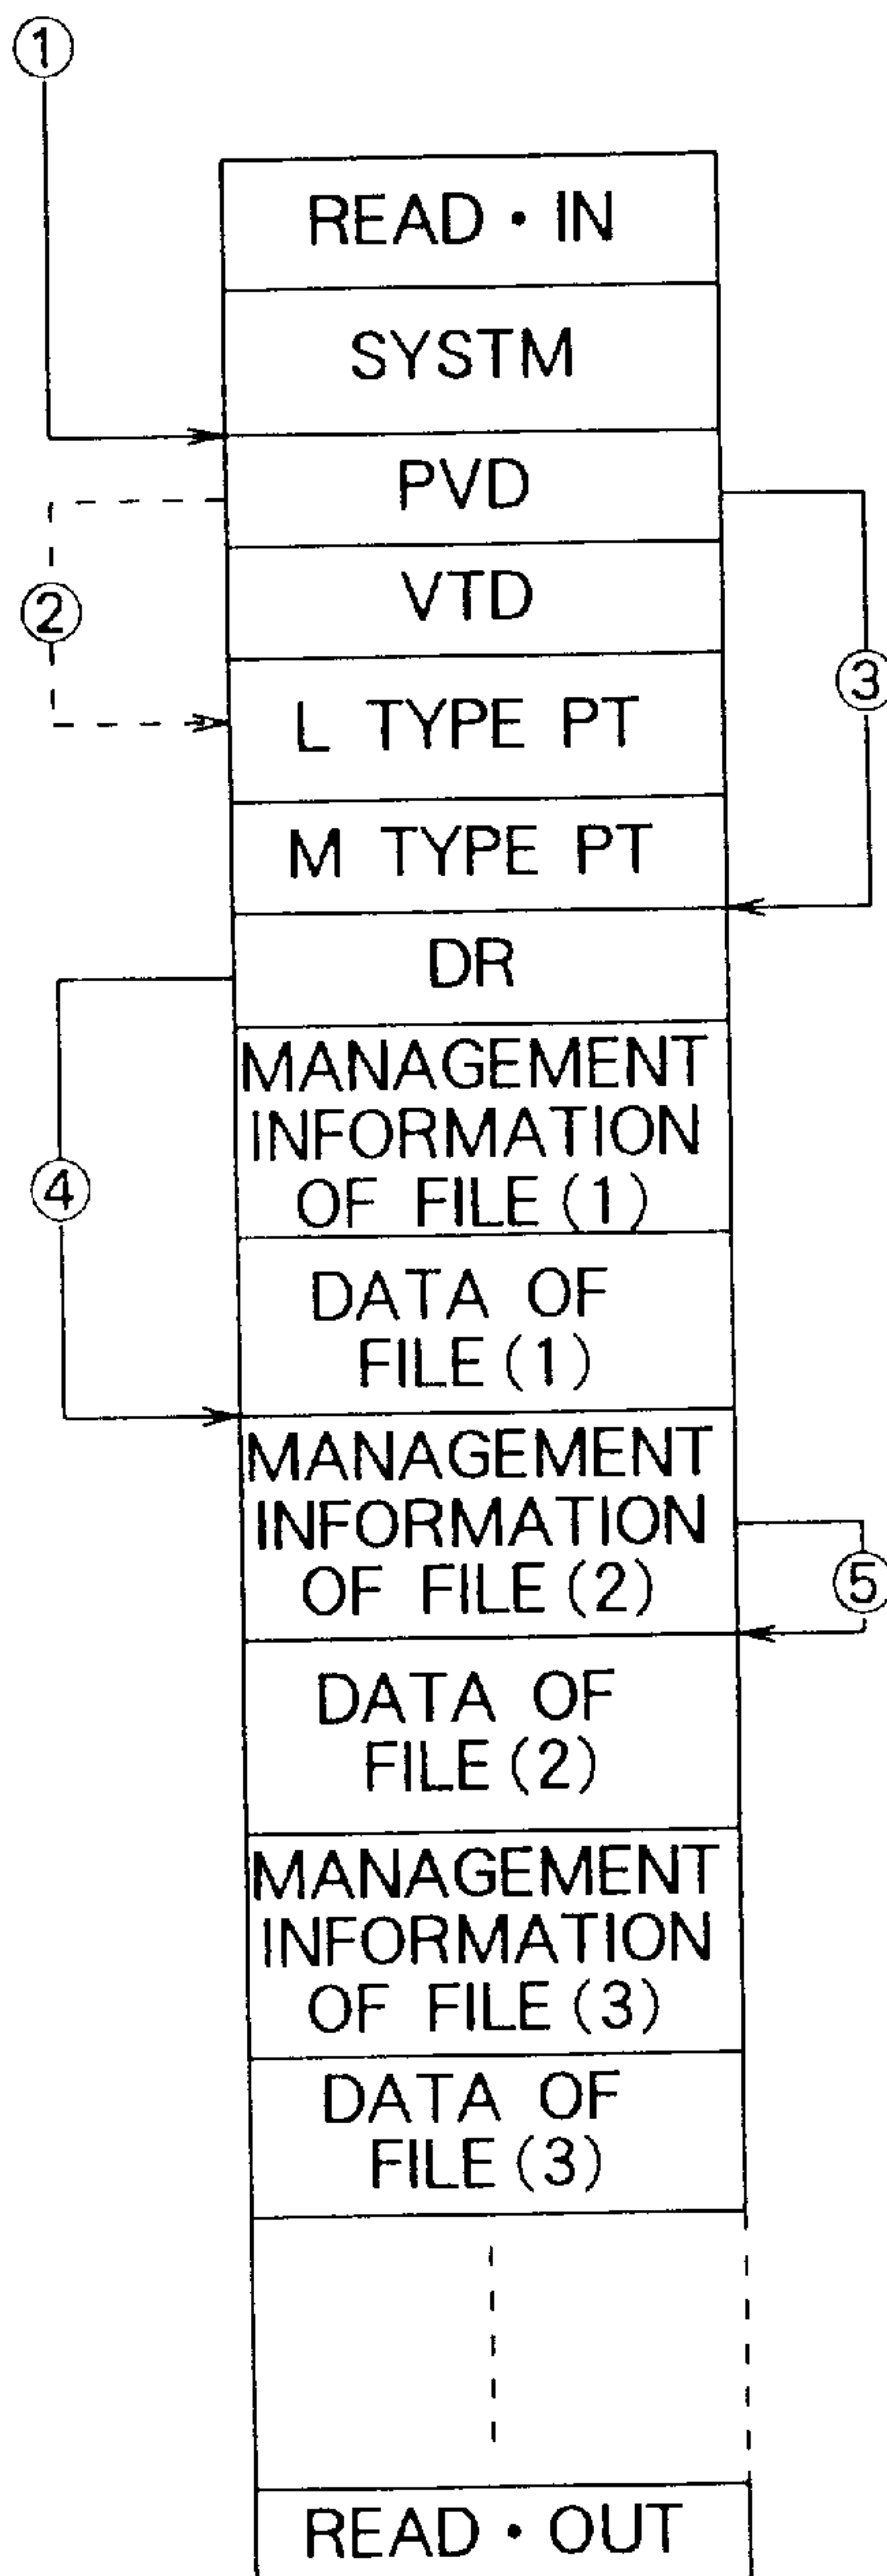 ①
READ・IN
SYSTM
PVD
②
VTD
③
L TYPE PT
M TYPE PT
DR
MANAGEMENT
INFORMATION
OF FILE (1)
④
DATA OF
FILE (1)
MANAGEMENT
INFORMATION
OF FILE (2)
⑤
DATA OF
FILE (2)
MANAGEMENT
INFORMATION
OF FILE (3)
DATA OF
FILE (3)
READ・OUT